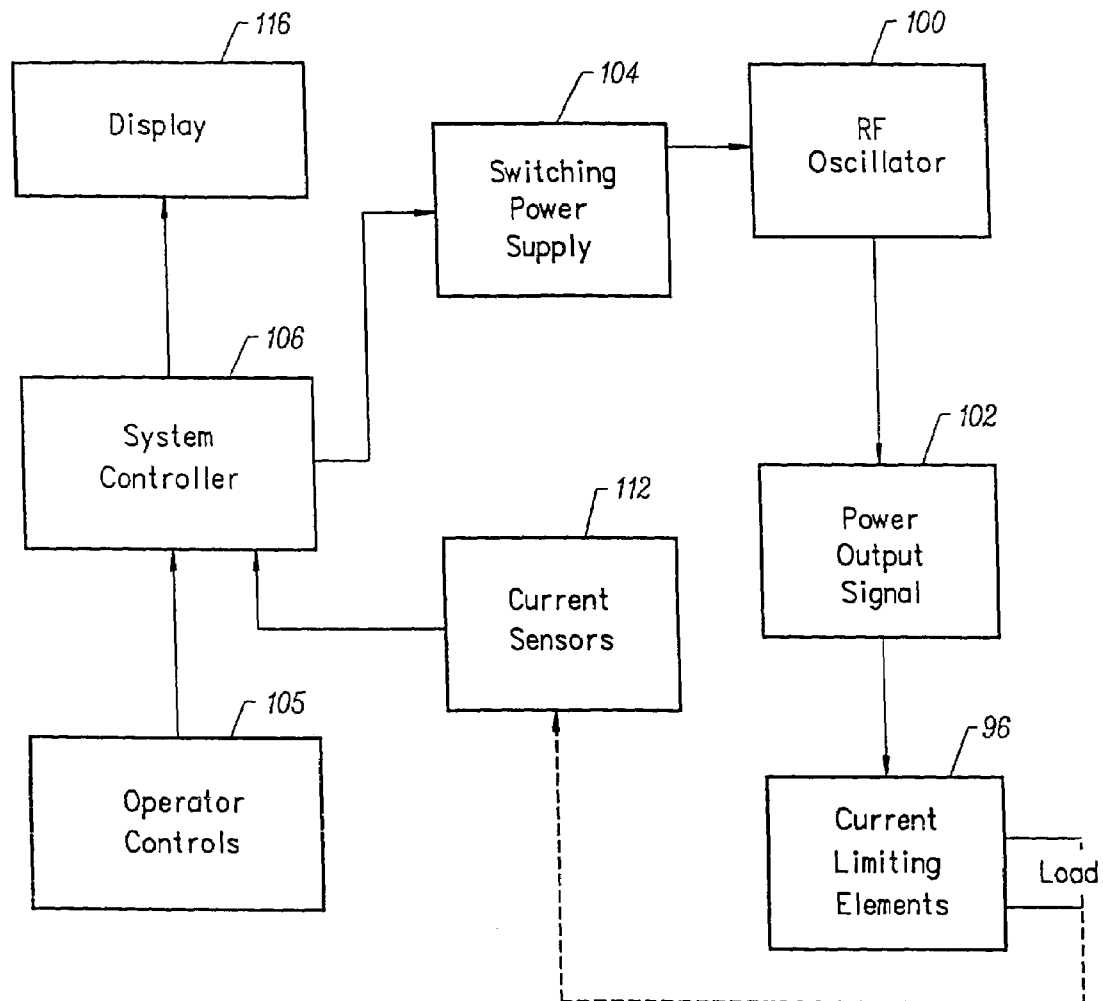 116
Display
104
Switching
Power
Supply
100
RF
Oscillator
106
System
Controller
112
Current
Sensors
102
Power
Output
Signal
105
Operator
Controls
96
Current
Limiting
Elements
Load